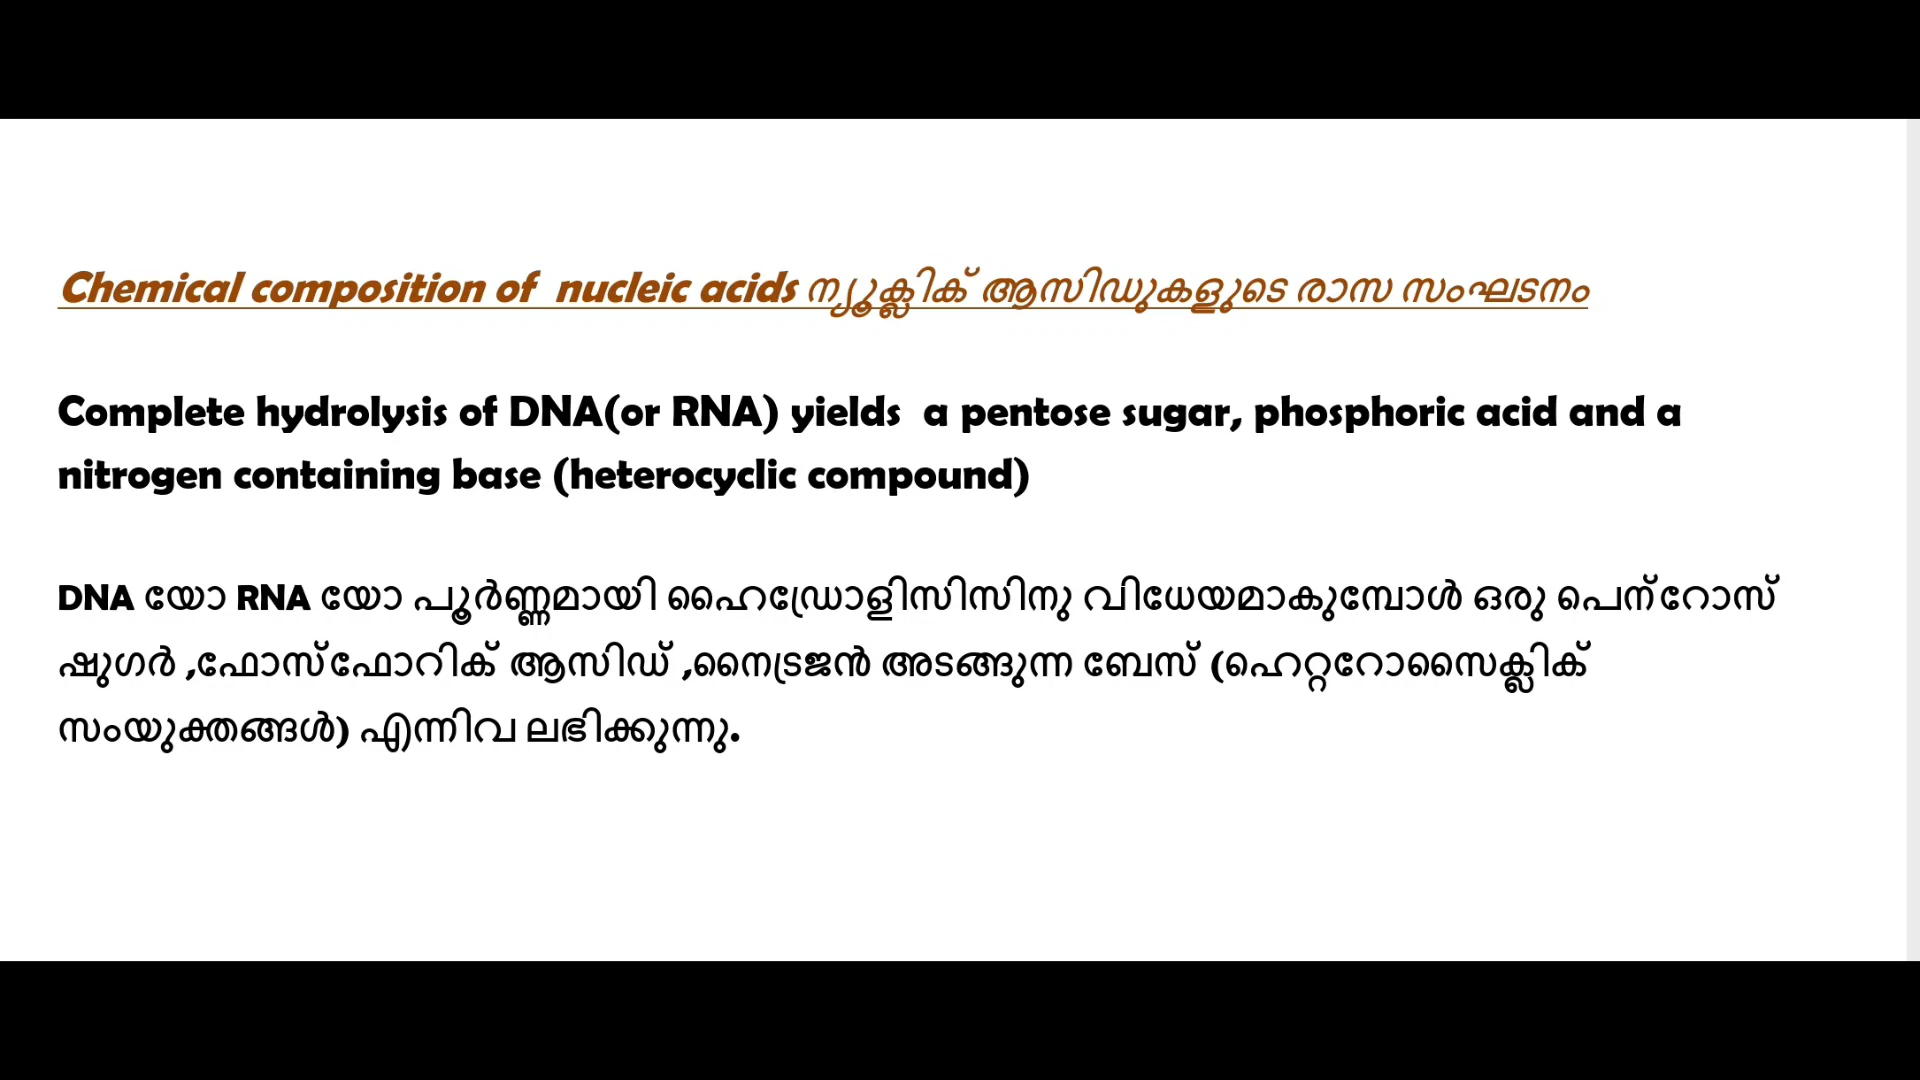 Chemical composition of  nucleic acids ന്യൂക്ലിക് ആസിഡുകളുടെ രാസ സംഘടനം
Complete hydrolysis of DNA(or RNA) yields  a pentose sugar, phosphoric acid and a
nitrogen containing base (heterocyclic compound)
DNA യോ RNA യോ പൂർണ്ണമായി ഹൈഡ്രോളിസിസിനു വിധേയമാകുമ്പോൾ ഒരു പെന്റോസ്
ഷുഗർ ,ഫോസ്ഫോറിക് ആസിഡ് ,നൈട്രജൻ അടങ്ങുന്ന ബേസ് (ഹെറ്ററോസൈക്ലിക്
സംയുക്തങ്ങൾ) എന്നിവ ലഭിക്കുന്നു.